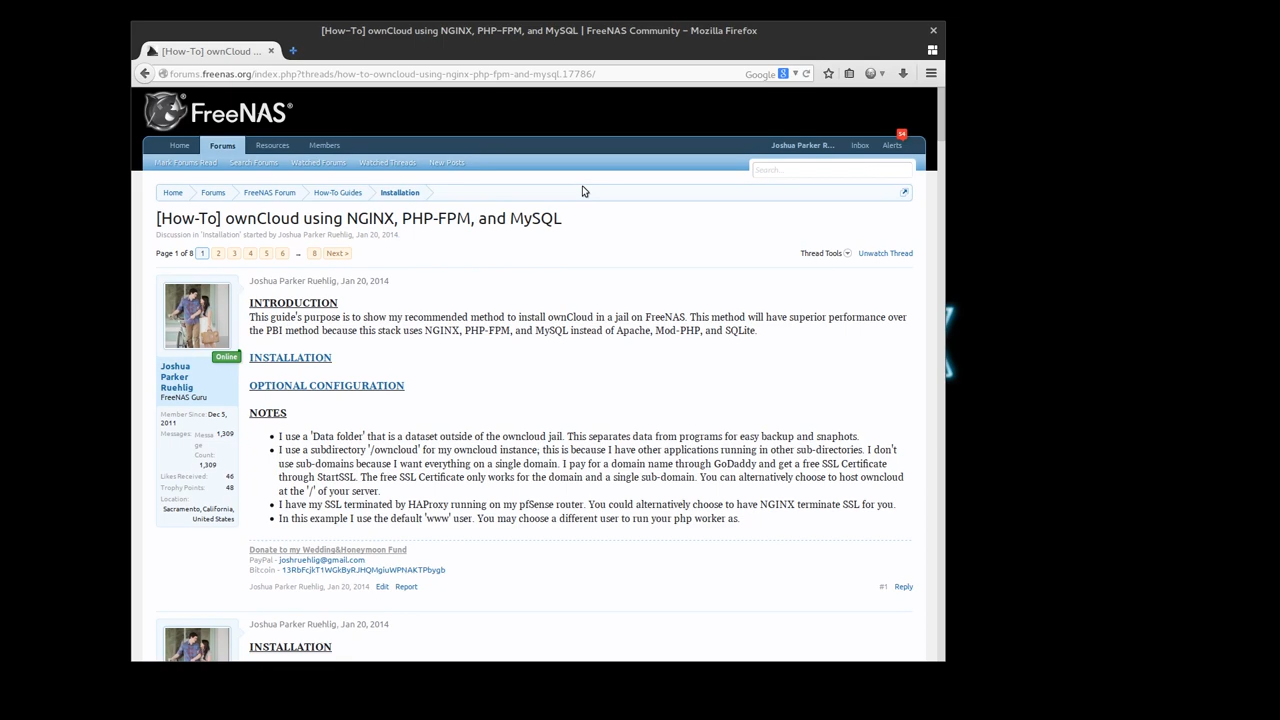 [How-To] ownCloud using NGINX, PHP-FPM, and MySQL | FreeNAS Community - Mozilla Firefox
[How-To] ownCloud ...
forums.freenas.org/index.php?threads/how-to-owncloud-using-nginx-php-fpm-and-mysql.17786/
Google
FreeNAS®
54
Home Forums Resources Members Joshua Parker R... Inbox Alerts
Mark Forums Read Search Forums Watched Forums Watched Threads New Posts
Search...
Home Forums FreeNAS Forum How-To Guides Installation
[How-To] ownCloud using NGINX, PHP-FPM, and MySQL
Discussion in 'Installation' started by Joshua Parker Ruehlig, Jan 20, 2014.
Page 1 of 8 1 2 3 4 5 6 ... 8 Next > Thread Tools Unwatch Thread
Joshua Parker Ruehlig, Jan 20, 2014
INTRODUCTION
This guide's purpose is to show my recommended method to install ownCloud in a jail on FreeNAS. This method will have superior performance over
the PBI method because this stack uses NGINX, PHP-FPM, and MySQL instead of Apache, Mod-PHP, and SQLite.
Online
INSTALLATION
Joshua
Parker
Ruehlig
FreeNAS Guru
OPTIONAL CONFIGURATION
NOTES
Member Since: Dec 5,
2011
Messages: 1,309
Messa
ge
Count:
1,309
Likes Received: 46
Trophy Points: 48
Location:
Sacramento, California,
United States
• I use a 'Data folder' that is a dataset outside of the owncloud jail. This separates data from programs for easy backup and snaphots.
• I use a subdirectory '/owncloud' for my owncloud instance; this is because I have other applications running in other sub-directories. I don't
use sub-domains because I want everything on a single domain. I pay for a domain name through GoDaddy and get a free SSL Certificate
through StartSSL. The free SSL Certificate only works for the domain and a single sub-domain. You can alternatively choose to host owncloud
at the '/' of your server.
• I have my SSL terminated by HAProxy running on my pfSense router. You could alternatively choose to have NGINX terminate SSL for you.
• In this example I use the default 'www' user. You may choose a different user to run your php worker as.
Donate to my Wedding&Honeymoon Fund
PayPal - joshruehlig@gmail.com
Bitcoin - 13RbFcjkT1WGkByRJHQMgiuWPNAKTPbygb
Joshua Parker Ruehlig, Jan 20, 2014 Edit Report #1 Reply
Joshua Parker Ruehlig, Jan 20, 2014
INSTALLATION